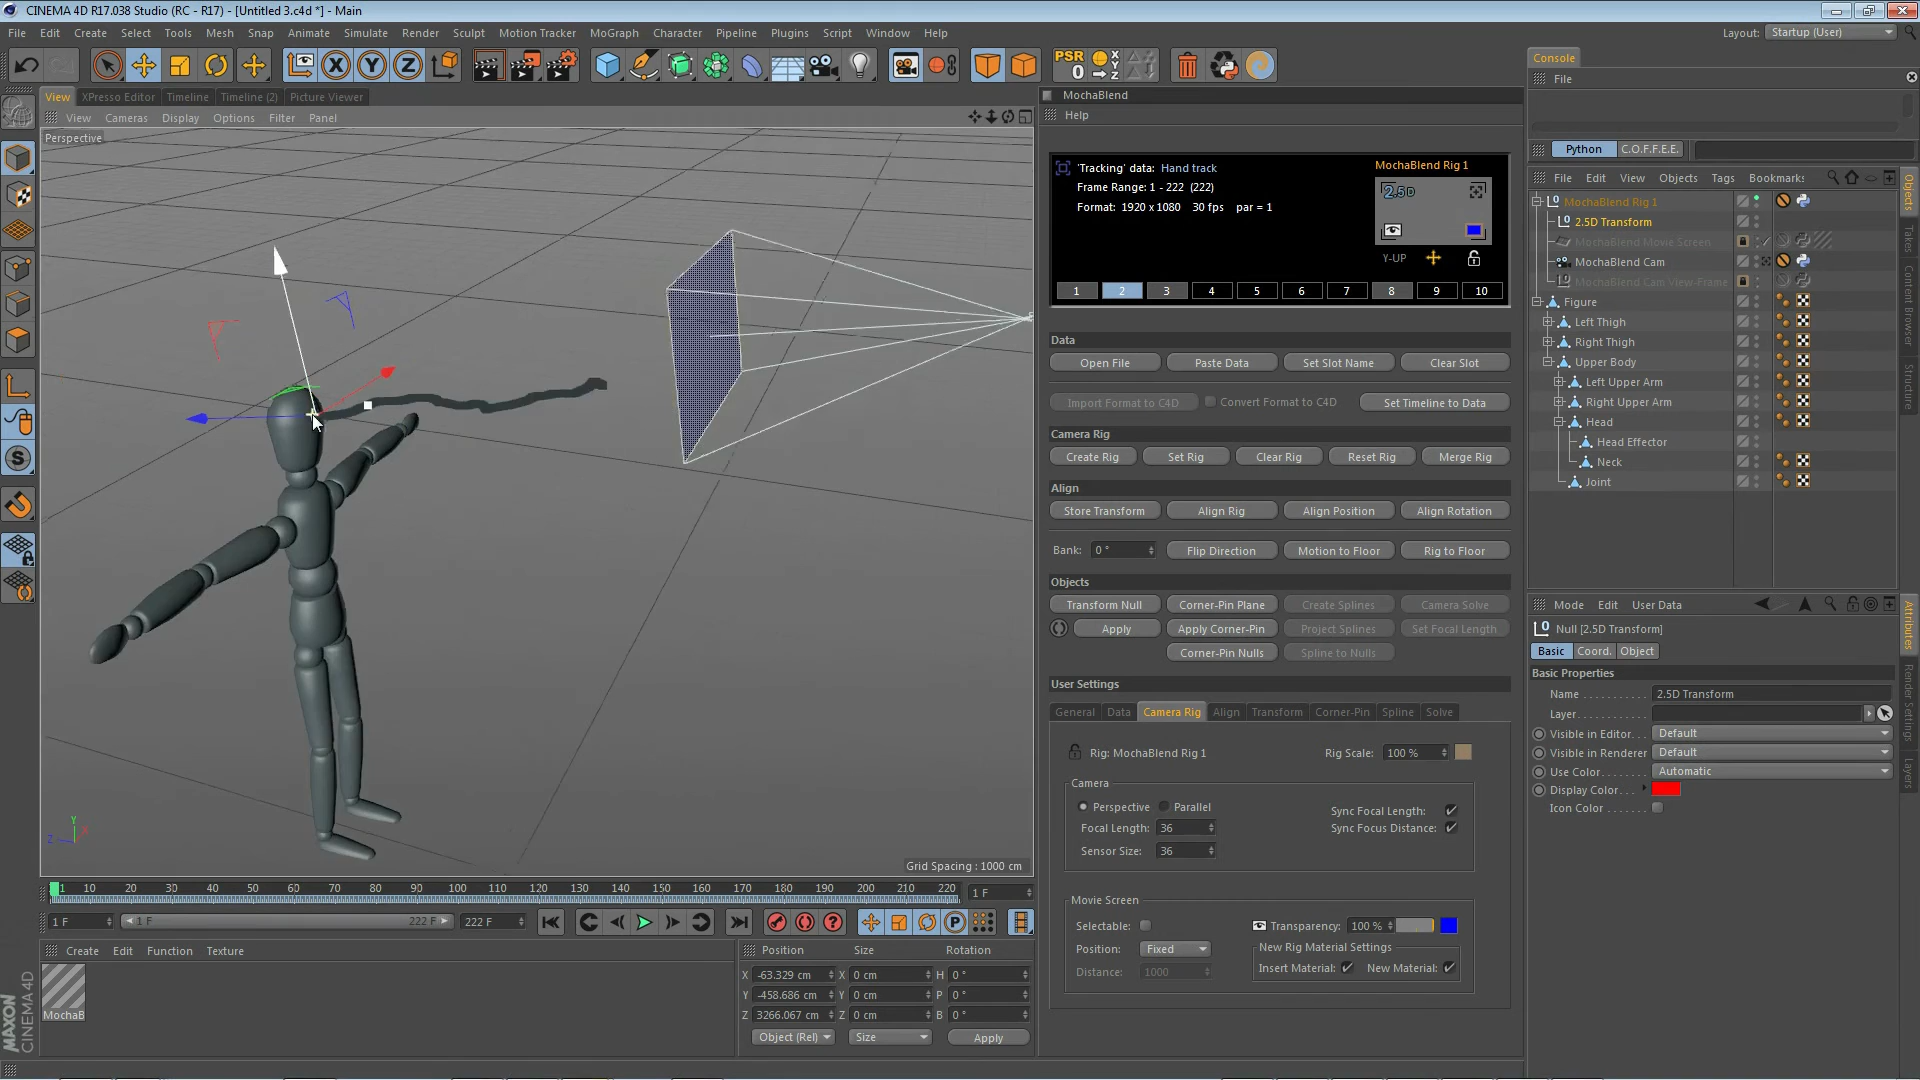 CINEMA 4D R17.038 Studio (RC - R17) - [Untitled 3.c4d *] - Main
File Edit Create Select Tools Mesh Snap Animate Simulate Render Sculpt Motion Tracker MoGraph Character Pipeline Plugins Script Window Help
Layout: Startup (User)
PSR 0
Console
File
Python C.O.F.F.E.E.
View XPresso Editor Timeline Timeline (2) Picture Viewer
View Cameras Display Options Filter Panel
Perspective
Grid Spacing : 1000 cm
MochaBlend
Help
'Tracking' data: Hand track
Frame Range: 1 - 222 (222)
Format: 1920 x 1080 30 fps par = 1
MochaBlend Rig 1
2.5D
Y-UP
1 2 3 4 5 6 7 8 9 10
Data
Open File Paste Data Set Slot Name Clear Slot
Import Format to C4D Convert Format to C4D Set Timeline to Data
Camera Rig
Create Rig Set Rig Clear Rig Reset Rig Merge Rig
Align
Store Transform Align Rig Align Position Align Rotation
Bank: 0 ° Flip Direction Motion to Floor Rig to Floor
Objects
Transform Null Corner-Pin Plane Create Splines Camera Solve
Apply Apply Corner-Pin Project Splines Set Focal Length
Corner-Pin Nulls Spline to Nulls
User Settings
General Data Camera Rig Align Transform Corner-Pin Spline Solve
Rig: MochaBlend Rig 1 Rig Scale: 100 %
Camera
Perspective Parallel Sync Focal Length:
Focal Length: 36 Sync Focus Distance:
Sensor Size: 36
Movie Screen
Selectable: Transparency: 100 %
Position: Fixed New Rig Material Settings
Distance: 1000 Insert Material: New Material:
File Edit View Objects Tags Bookmarks
MochaBlend Rig 1
2.5D Transform
MochaBlend Movie Screen
MochaBlend Cam
MochaBlend Cam View-Frame
Figure
Left Thigh
Right Thigh
Upper Body
Left Upper Arm
Right Upper Arm
Head
Head Effector
Neck
Joint
Objects Takes Content Browser Structure
Mode Edit User Data
Null [2.5D Transform]
Basic Coord. Object
Basic Properties
Name 2.5D Transform
Layer
Visible in Editor Default
Visible in Renderer Default
Use Color Automatic
Display Color
Icon Color
Attributes Render Settings Layers
1 10 20 30 40 50 60 70 80 90 100 110 120 130 140 150 160 170 180 190 200 210 220 1 F
1 F 1 F 222 F 222 F
Create Edit Function Texture
MochaB
Position Size Rotation
X -63.329 cm X 0 cm H 0 °
Y -458.686 cm Y 0 cm P 0 °
Z 3266.067 cm Z 0 cm B 0 °
Object (Rel) Size Apply
MAXON CINEMA 4D
Y
Z X